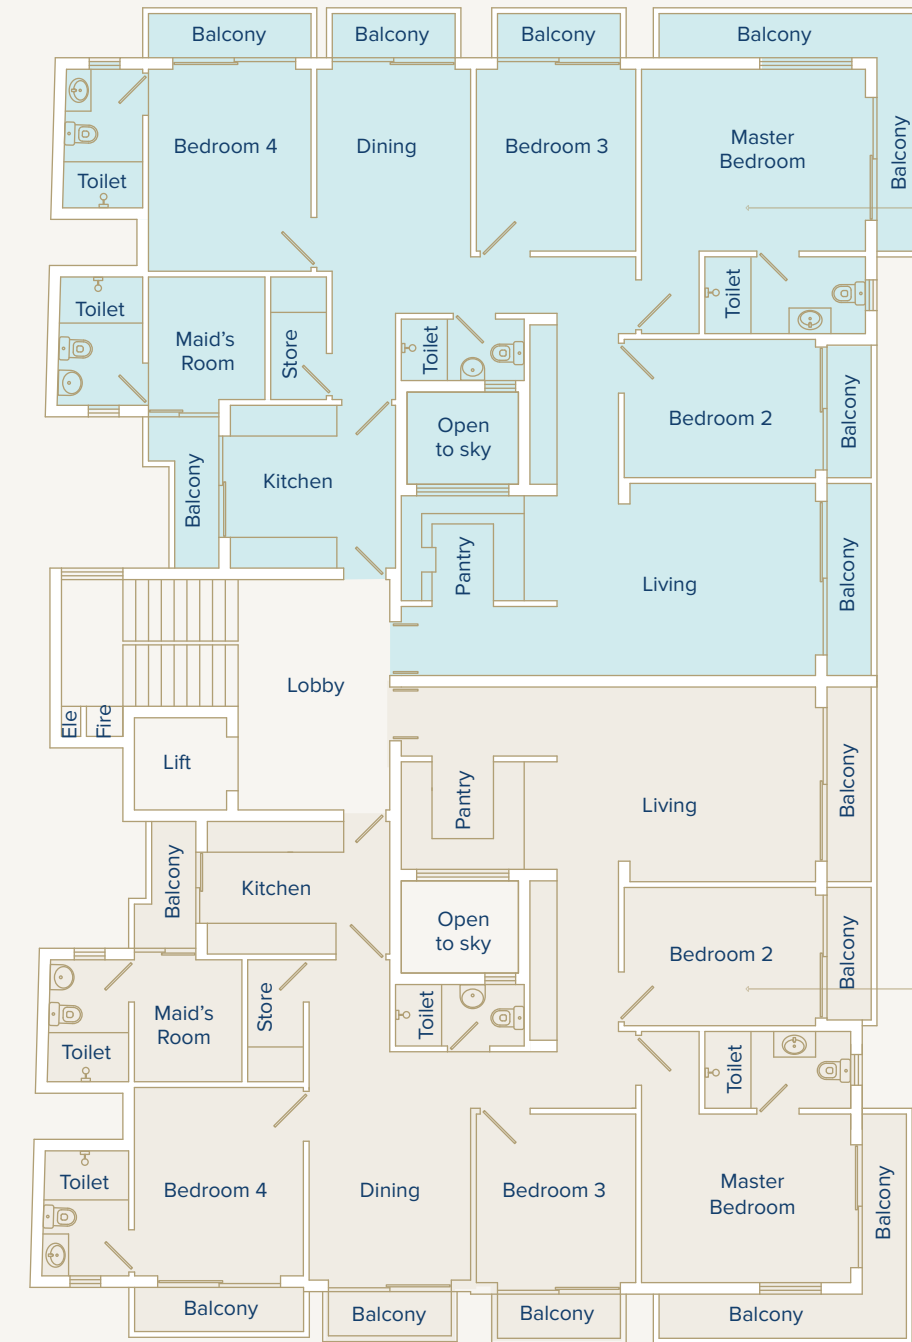 Balcony
Balcony
Balcony
Balcony
Bedroom 4
Dining
Bedroom 3
Master
Bedroom
Balcony
Toilet
Toilet
Toilet
Maid's
Room
Store
Toilet
Bedroom 2
Balcony
Open
to sky
Kitchen
Balcony
Pantry
Living
Balcony
Lobby
Ele
Fire
Lift
Pantry
Living
Balcony
Balcony
Kitchen
Open
to sky
Bedroom 2
Balcony
Store
Maid's
Room
Toilet
Toilet
Toilet
Toilet
Bedroom 4
Dining
Bedroom 3
Master
Bedroom
Balcony
Balcony
Balcony
Balcony
Balcony